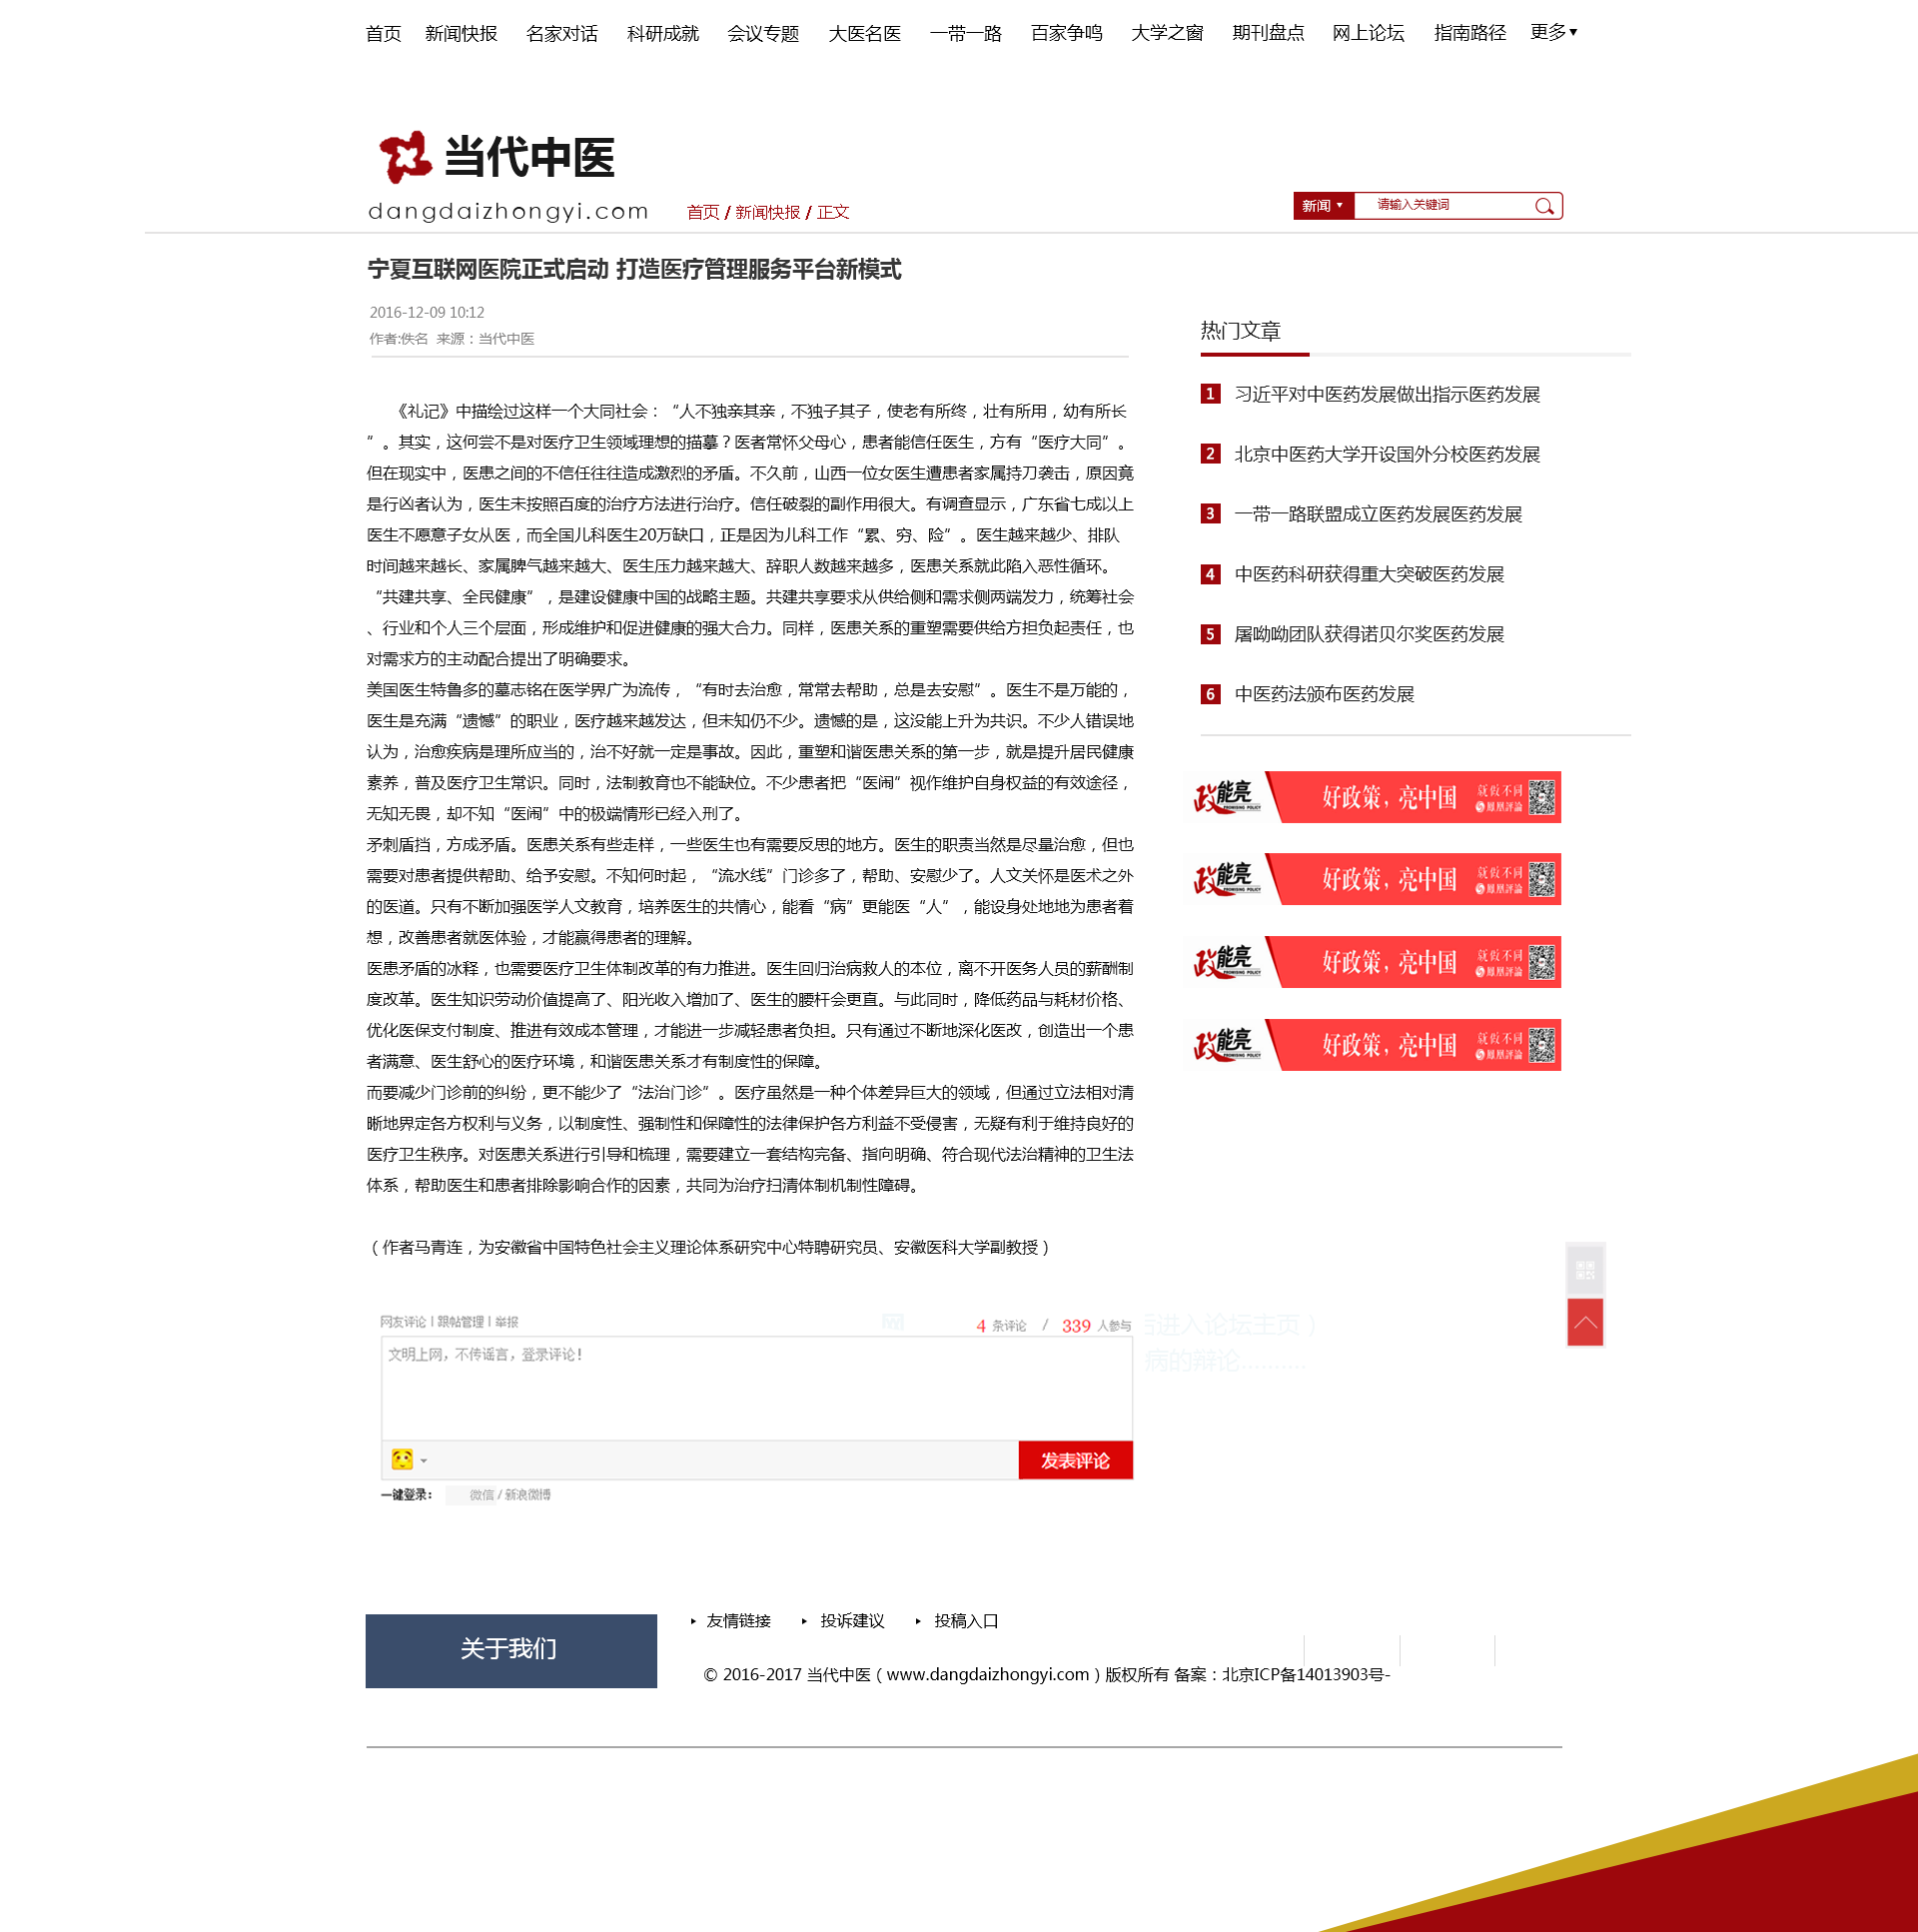 首页 新闻快报 名家对话 科研成就 会议专题 大医名医 一带一路 百家争鸣 大学之窗 期刊盘点 网上论坛 指南路径 更多
当代中医
dangdaizhongyi.com
首页 / 新闻快报 / 正文
新闻 请输入关键词
宁夏互联网医院正式启动 打造医疗管理服务平台新模式
2016-12-09 10:12
作者:佚名 来源：当代中医
《礼记》中描绘过这样一个大同社会：“人不独亲其亲，不独子其子，使老有所终，壮有所用，幼有所长
”。其实，这何尝不是对医疗卫生领域理想的描摹？医者常怀父母心，患者能信任医生，方有“医疗大同”。
但在现实中，医患之间的不信任往往造成激烈的矛盾。不久前，山西一位女医生遭患者家属持刀袭击，原因竟
是行凶者认为，医生未按照百度的治疗方法进行治疗。信任破裂的副作用很大。有调查显示，广东省七成以上
医生不愿意子女从医，而全国儿科医生20万缺口，正是因为儿科工作“累、穷、险”。医生越来越少、排队
时间越来越长、家属脾气越来越大、医生压力越来越大、辞职人数越来越多，医患关系就此陷入恶性循环。
“共建共享、全民健康”，是建设健康中国的战略主题。共建共享要求从供给侧和需求侧两端发力，统筹社会
、行业和个人三个层面，形成维护和促进健康的强大合力。同样，医患关系的重塑需要供给方担负起责任，也
对需求方的主动配合提出了明确要求。
美国医生特鲁多的墓志铭在医学界广为流传，“有时去治愈，常常去帮助，总是去安慰”。医生不是万能的，
医生是充满“遗憾”的职业，医疗越来越发达，但未知仍不少。遗憾的是，这没能上升为共识。不少人错误地
认为，治愈疾病是理所应当的，治不好就一定是事故。因此，重塑和谐医患关系的第一步，就是提升居民健康
素养，普及医疗卫生常识。同时，法制教育也不能缺位。不少患者把“医闹”视作维护自身权益的有效途径，
无知无畏，却不知“医闹”中的极端情形已经入刑了。
矛刺盾挡，方成矛盾。医患关系有些走样，一些医生也有需要反思的地方。医生的职责当然是尽量治愈，但也
需要对患者提供帮助、给予安慰。不知何时起，“流水线”门诊多了，帮助、安慰少了。人文关怀是医术之外
的医道。只有不断加强医学人文教育，培养医生的共情心，能看“病”更能医“人”，能设身处地地为患者着
想，改善患者就医体验，才能赢得患者的理解。
医患矛盾的冰释，也需要医疗卫生体制改革的有力推进。医生回归治病救人的本位，离不开医务人员的薪酬制
度改革。医生知识劳动价值提高了、阳光收入增加了、医生的腰杆会更直。与此同时，降低药品与耗材价格、
优化医保支付制度、推进有效成本管理，才能进一步减轻患者负担。只有通过不断地深化医改，创造出一个患
者满意、医生舒心的医疗环境，和谐医患关系才有制度性的保障。
而要减少门诊前的纠纷，更不能少了“法治门诊”。医疗虽然是一种个体差异巨大的领域，但通过立法相对清
晰地界定各方权利与义务，以制度性、强制性和保障性的法律保护各方利益不受侵害，无疑有利于维持良好的
医疗卫生秩序。对医患关系进行引导和梳理，需要建立一套结构完备、指向明确、符合现代法治精神的卫生法
体系，帮助医生和患者排除影响合作的因素，共同为治疗扫清体制机制性障碍。
（作者马青连，为安徽省中国特色社会主义理论体系研究中心特聘研究员、安徽医科大学副教授）
热门文章
1 习近平对中医药发展做出指示医药发展
2 北京中医药大学开设国外分校医药发展
3 一带一路联盟成立医药发展医药发展
4 中医药科研获得重大突破医药发展
5 屠呦呦团队获得诺贝尔奖医药发展
6 中医药法颁布医药发展
政能亮 PROMISING POLICY 好政策，亮中国 就做不同 凤凰評論
政能亮 PROMISING POLICY 好政策，亮中国 就做不同 凤凰評論
政能亮 PROMISING POLICY 好政策，亮中国 就做不同 凤凰評論
政能亮 PROMISING POLICY 好政策，亮中国 就做不同 凤凰評論
网友评论 | 跟帖管理 | 举报
4 条评论 / 339 人参与
进入论坛主页）
病的辩论..........
文明上网，不传谣言，登录评论！
发表评论
一键登录： 微信 / 新浪微博
关于我们
友情链接 投诉建议 投稿入口
© 2016-2017 当代中医（www.dangdaizhongyi.com）版权所有 备案：北京ICP备14013903号-